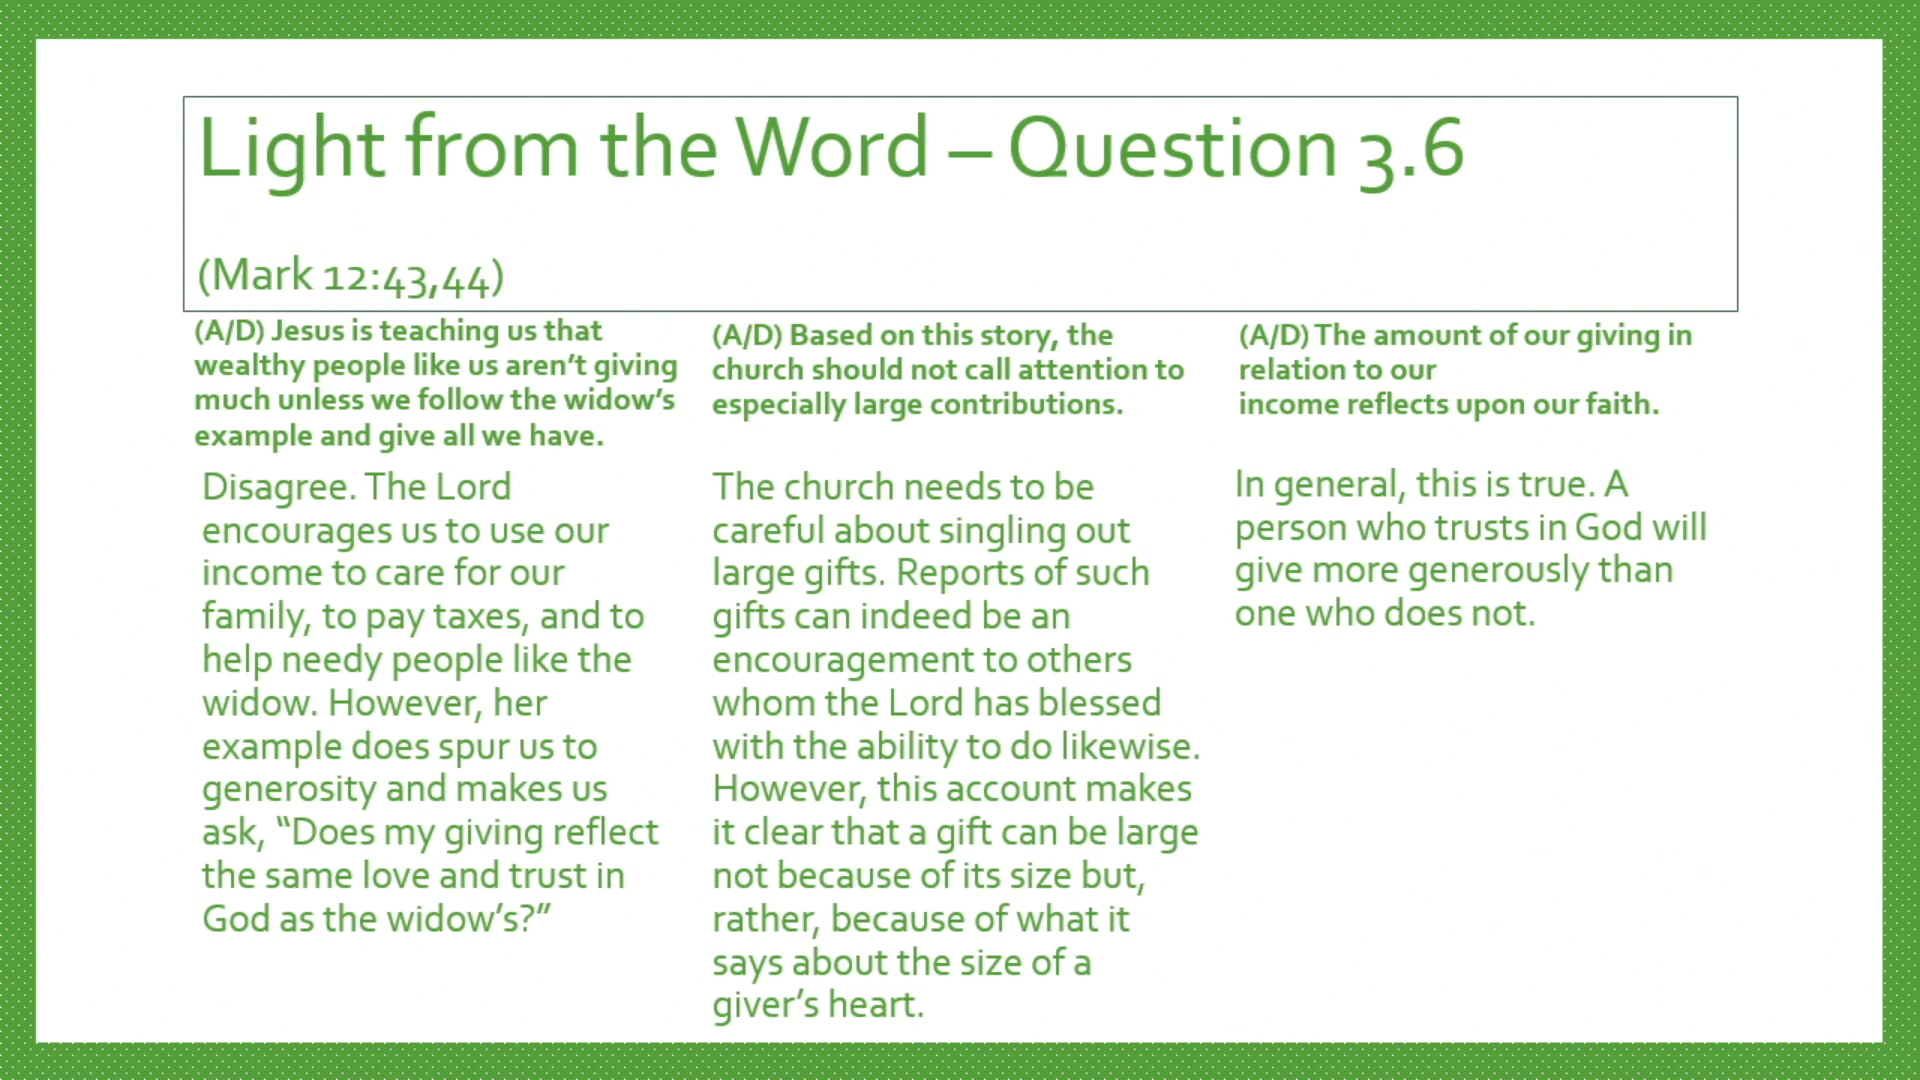 Light from the Word – Question 3.6
(Mark 12:43,44)
(A/D) Jesus is teaching us that
wealthy people like us aren’t giving
much unless we follow the widow’s
example and give all we have.
Disagree. The Lord
encourages us to use our
income to care for our
family, to pay taxes, and to
help needy people like the
widow. However, her
example does spur us to
generosity and makes us
ask, “Does my giving reflect
the same love and trust in
God as the widow’s?”
(A/D) Based on this story, the
church should not call attention to
especially large contributions.
The church needs to be
careful about singling out
large gifts. Reports of such
gifts can indeed be an
encouragement to others
whom the Lord has blessed
with the ability to do likewise.
However, this account makes
it clear that a gift can be large
not because of its size but,
rather, because of what it
says about the size of a
giver’s heart.
(A/D) The amount of our giving in
relation to our
income reflects upon our faith.
In general, this is true. A
person who trusts in God will
give more generously than
one who does not.